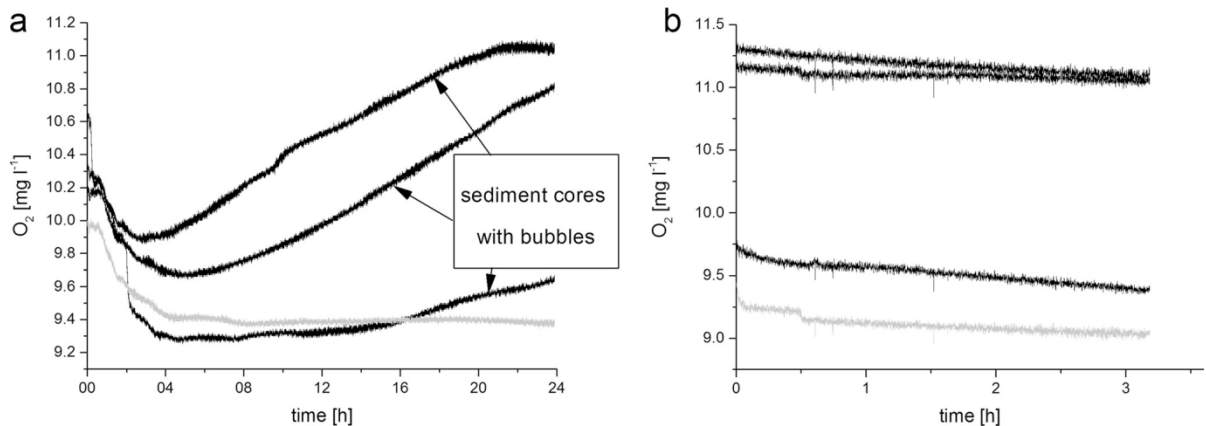 a
11.2
11.0
10.8
10.6
10.4
10.2
10.0
9.8
9.6
9.4
9.2
O₂ [mg l⁻¹]
00 04 08 12 16 20 24
time [h]
sediment cores
with bubbles
b
11.5
11.0
10.5
10.0
9.5
9.0
O₂ [mg l⁻¹]
0 1 2 3
time [h]